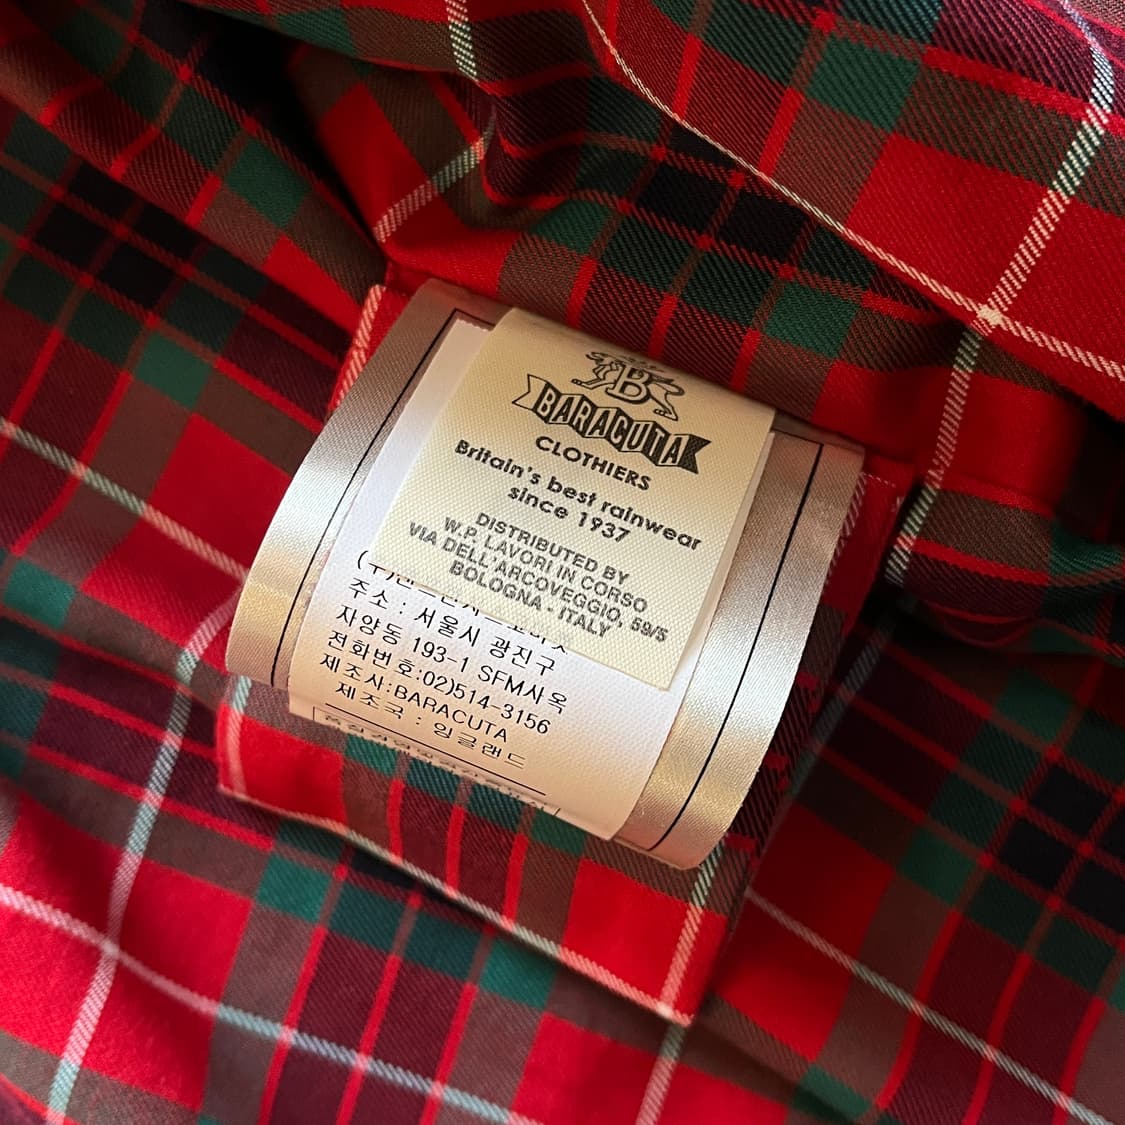 B
BARACUTA
CLOTHIERS
Britain's best rainwear
since 1937
DISTRIBUTED BY
W.P. LAVORI IN CORSO
VIA DELL'ARCOVEGGIO, 59/5
BOLOGNA - ITALY
주소 : 서울시 광진구
자양동 193-1 SFM사옥
전화번호:02)514-3156
제조사:BARACUTA
제조국 : 잉글랜드